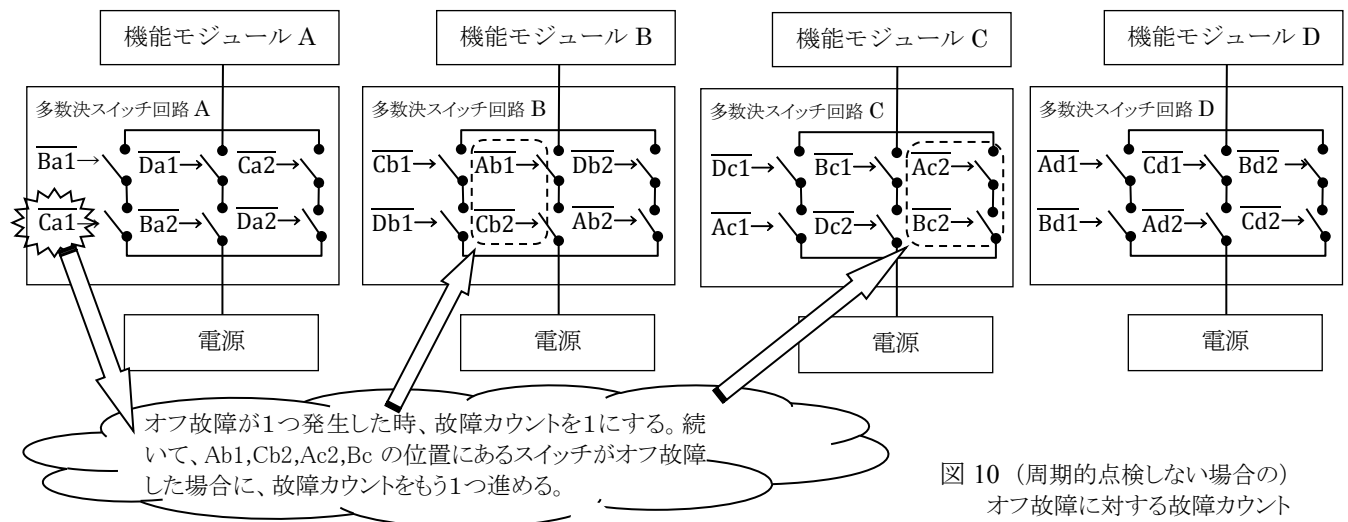 機能モジュール A
機能モジュール B
機能モジュール C
機能モジュール D
多数決スイッチ回路 A
多数決スイッチ回路 B
多数決スイッチ回路 C
多数決スイッチ回路 D
Ba1→ Da1→ Ca2→
Ca1→ Ba2→ Da2→
Cb1→ Ab1→ Db2→
Db1→ Cb2→ Ab2→
Dc1→ Bc1→ Ac2→
Ac1→ Dc2→ Bc2→
Ad1→ Cd1→ Bd2→
Bd1→ Ad2→ Cd2→
電源
電源
電源
電源
オフ故障が1つ発生した時、故障カウントを1にする。続
いて、Ab1,Cb2,Ac2,Bc の位置にあるスイッチがオフ故障
した場合に、故障カウントをもう1つ進める。
図 10 (周期的点検しない場合の)
オフ故障に対する故障カウント